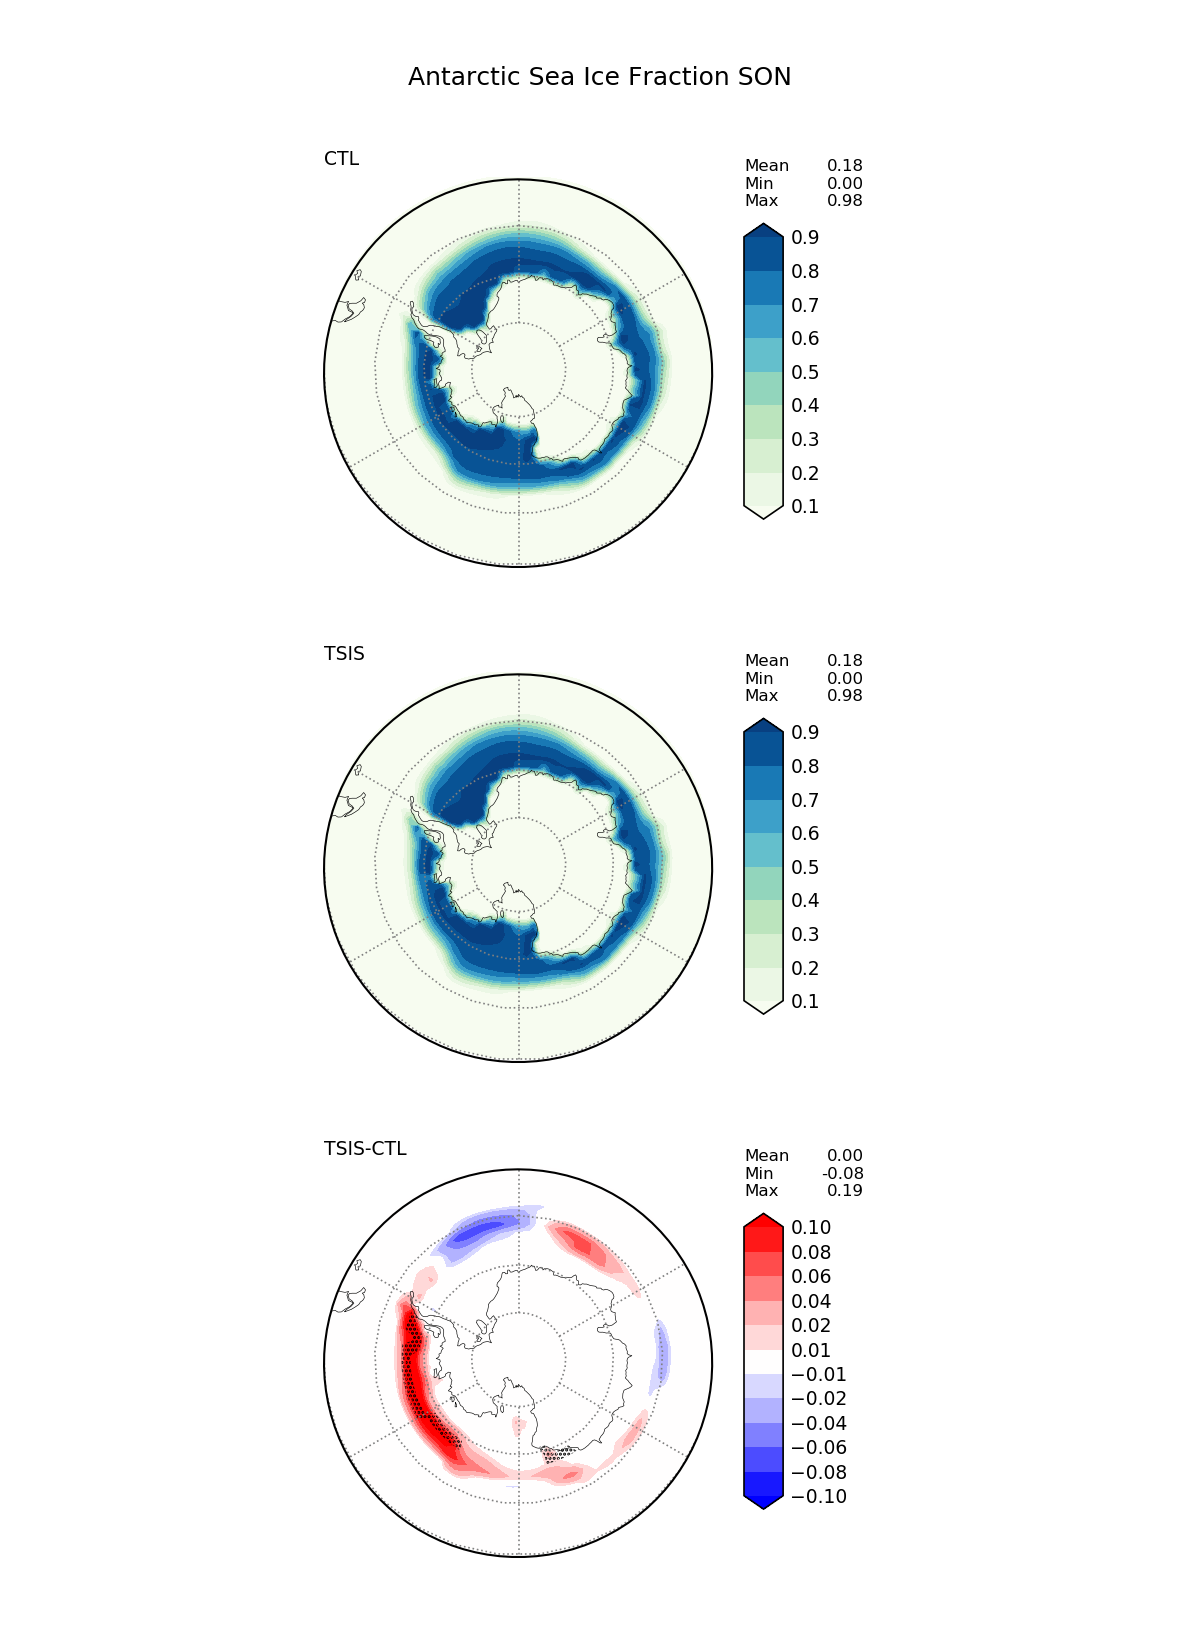 Antarctic Sea Ice Fraction SON
CTL
Mean 0.18
Min 0.00
Max 0.98
0.9
0.8
0.7
0.6
0.5
0.4
0.3
0.2
0.1
TSIS
Mean 0.18
Min 0.00
Max 0.98
0.9
0.8
0.7
0.6
0.5
0.4
0.3
0.2
0.1
TSIS-CTL
Mean 0.00
Min -0.08
Max 0.19
0.10
0.08
0.06
0.04
0.02
0.01
−0.01
−0.02
−0.04
−0.06
−0.08
−0.10